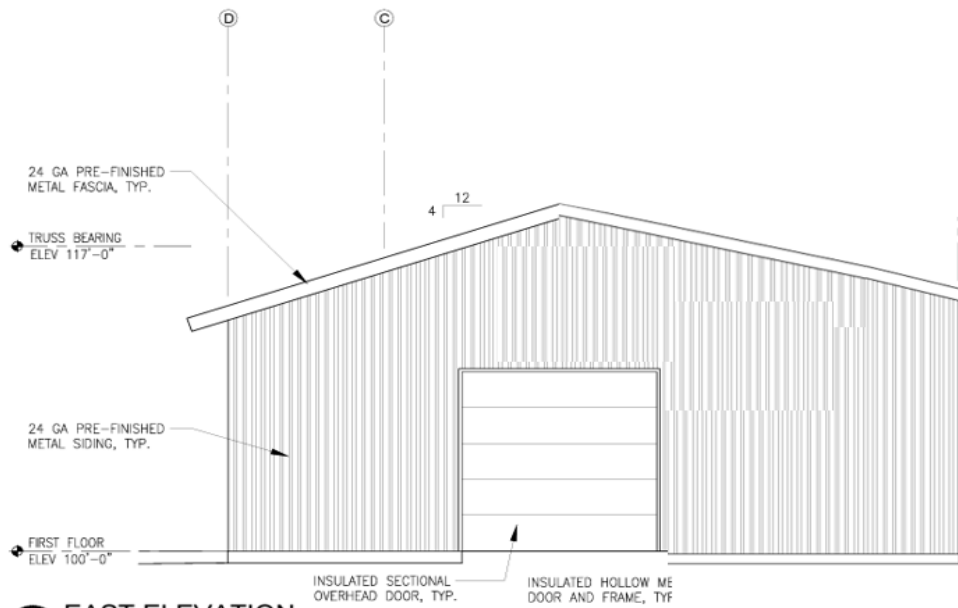 D
C
24 GA PRE-FINISHED
METAL FASCIA, TYP.
12
4
TRUSS BEARING
ELEV 117'-0"
24 GA PRE-FINISHED
METAL SIDING, TYP.
FIRST FLOOR
ELEV 100'-0"
INSULATED SECTIONAL
OVERHEAD DOOR, TYP.
INSULATED HOLLOW ME
DOOR AND FRAME, TYP
EAST ELEVATION